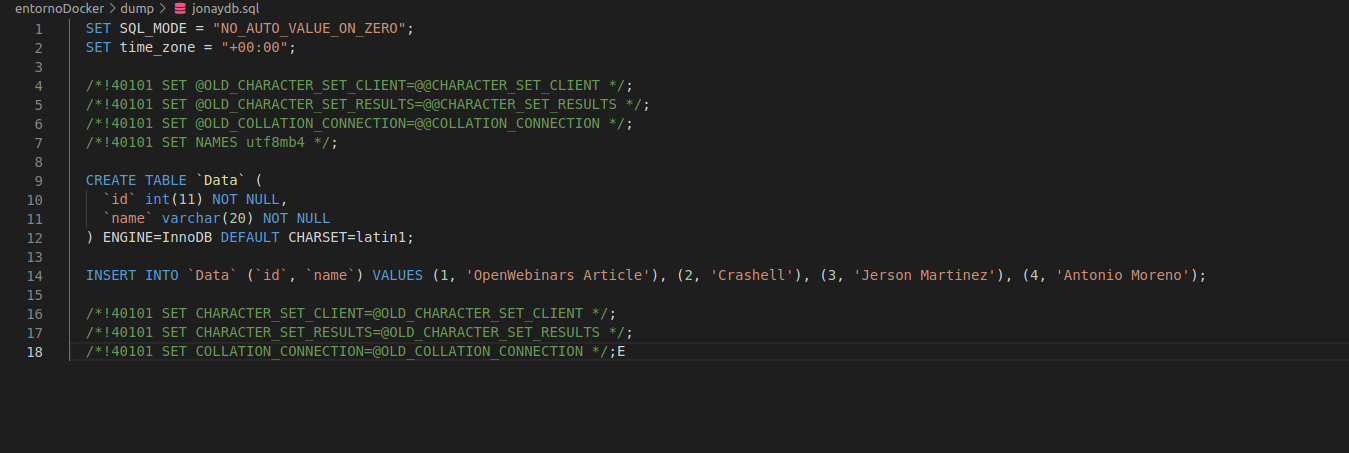 entornoDocker > dump > jonaydb.sql
1 SET SQL_MODE = "NO_AUTO_VALUE_ON_ZERO";
2 SET time_zone = "+00:00";
3
4 /*!40101 SET @OLD_CHARACTER_SET_CLIENT=@@CHARACTER_SET_CLIENT */;
5 /*!40101 SET @OLD_CHARACTER_SET_RESULTS=@@CHARACTER_SET_RESULTS */;
6 /*!40101 SET @OLD_COLLATION_CONNECTION=@@COLLATION_CONNECTION */;
7 /*!40101 SET NAMES utf8mb4 */;
8
9 CREATE TABLE `Data` (
10   `id` int(11) NOT NULL,
11   `name` varchar(20) NOT NULL
12 ) ENGINE=InnoDB DEFAULT CHARSET=latin1;
13
14 INSERT INTO `Data` (`id`, `name`) VALUES (1, 'OpenWebinars Article'), (2, 'Crashell'), (3, 'Jerson Martinez'), (4, 'Antonio Moreno');
15
16 /*!40101 SET CHARACTER_SET_CLIENT=@OLD_CHARACTER_SET_CLIENT */;
17 /*!40101 SET CHARACTER_SET_RESULTS=@OLD_CHARACTER_SET_RESULTS */;
18 /*!40101 SET COLLATION_CONNECTION=@OLD_COLLATION_CONNECTION */;E